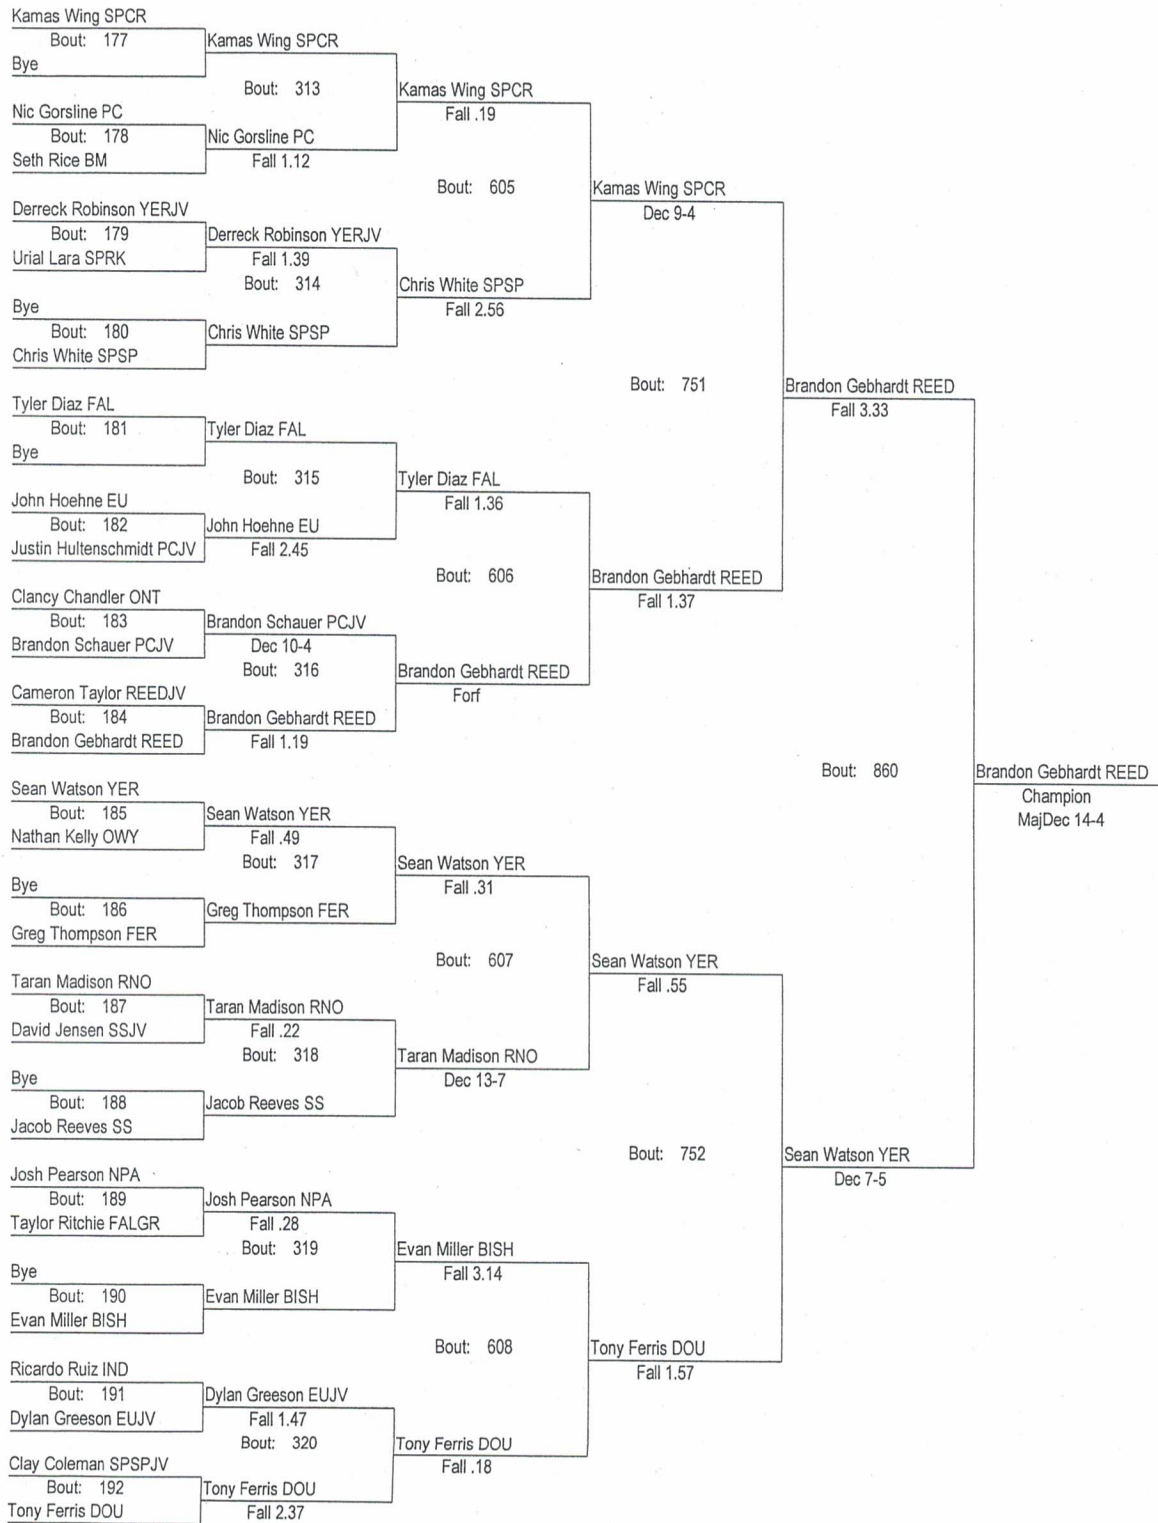 Kamas Wing SPCR
Bout: 177
Bye
Kamas Wing SPCR
Bout: 313
Nic Gorsline PC
Bout: 178
Seth Rice BM
Nic Gorsline PC
Fall 1.12
Kamas Wing SPCR
Fall .19
Bout: 605
Derreck Robinson YERJV
Bout: 179
Urial Lara SPRK
Derreck Robinson YERJV
Fall 1.39
Bout: 314
Bye
Bout: 180
Chris White SPSP
Chris White SPSP
Chris White SPSP
Fall 2.56
Kamas Wing SPCR
Dec 9-4
Bout: 751
Tyler Diaz FAL
Bout: 181
Bye
Tyler Diaz FAL
Bout: 315
John Hoehne EU
Bout: 182
Justin Hultenschmidt PCJV
John Hoehne EU
Fall 2.45
Tyler Diaz FAL
Fall 1.36
Bout: 606
Clancy Chandler ONT
Bout: 183
Brandon Schauer PCJV
Brandon Schauer PCJV
Dec 10-4
Bout: 316
Cameron Taylor REEDJV
Bout: 184
Brandon Gebhardt REED
Brandon Gebhardt REED
Fall 1.19
Brandon Gebhardt REED
Forf
Brandon Gebhardt REED
Fall 1.37
Brandon Gebhardt REED
Fall 3.33
Bout: 860
Brandon Gebhardt REED
Champion
MajDec 14-4
Sean Watson YER
Bout: 185
Nathan Kelly OWY
Sean Watson YER
Fall .49
Bout: 317
Bye
Bout: 186
Greg Thompson FER
Greg Thompson FER
Sean Watson YER
Fall .31
Bout: 607
Taran Madison RNO
Bout: 187
David Jensen SSJV
Taran Madison RNO
Fall .22
Bout: 318
Bye
Bout: 188
Jacob Reeves SS
Jacob Reeves SS
Taran Madison RNO
Dec 13-7
Sean Watson YER
Fall .55
Bout: 752
Sean Watson YER
Dec 7-5
Josh Pearson NPA
Bout: 189
Taylor Ritchie FALGR
Josh Pearson NPA
Fall .28
Bout: 319
Bye
Bout: 190
Evan Miller BISH
Evan Miller BISH
Evan Miller BISH
Fall 3.14
Bout: 608
Ricardo Ruiz IND
Bout: 191
Dylan Greeson EUJV
Dylan Greeson EUJV
Fall 1.47
Bout: 320
Clay Coleman SPSPJV
Bout: 192
Tony Ferris DOU
Tony Ferris DOU
Fall 2.37
Tony Ferris DOU
Fall .18
Tony Ferris DOU
Fall 1.57